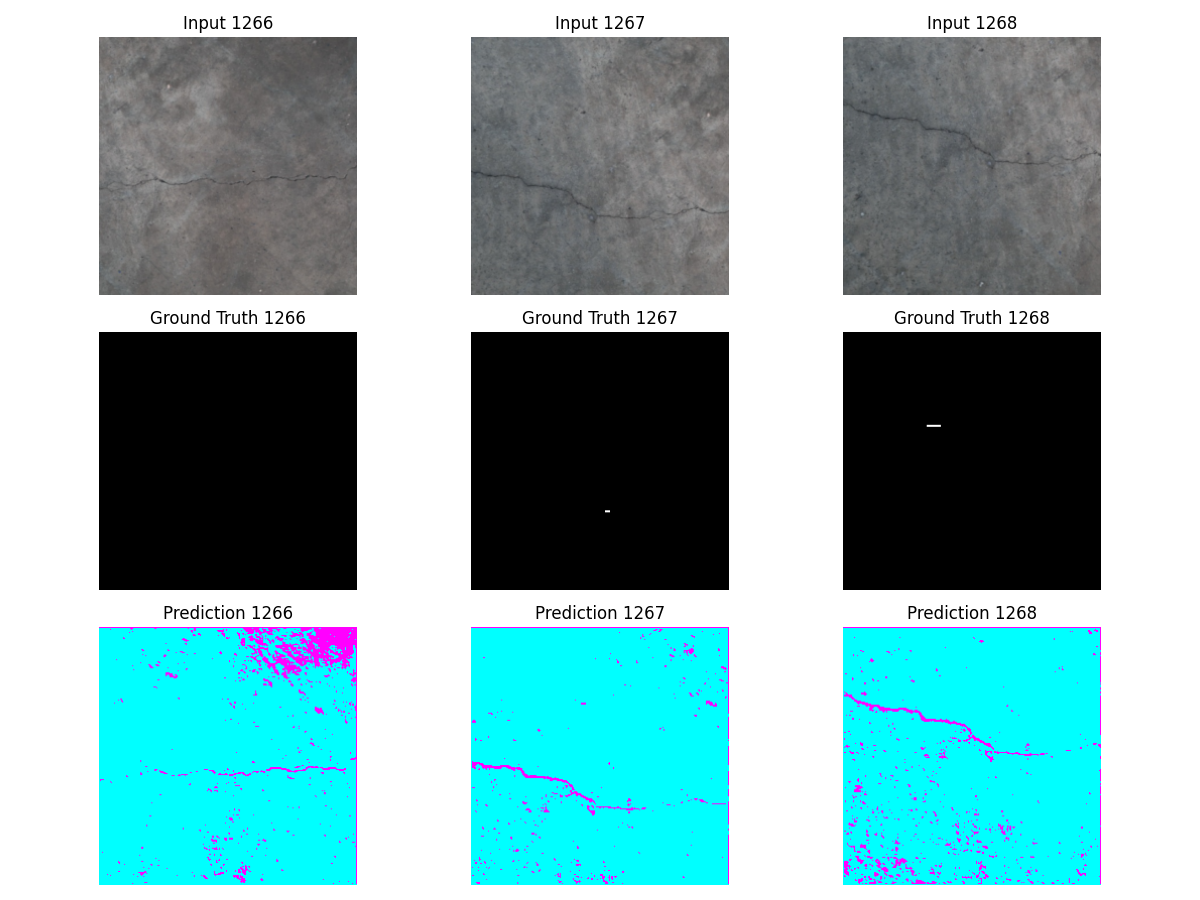 Input 1266
Input 1267
Input 1268
Ground Truth 1266
Ground Truth 1267
Ground Truth 1268
Prediction 1266
Prediction 1267
Prediction 1268